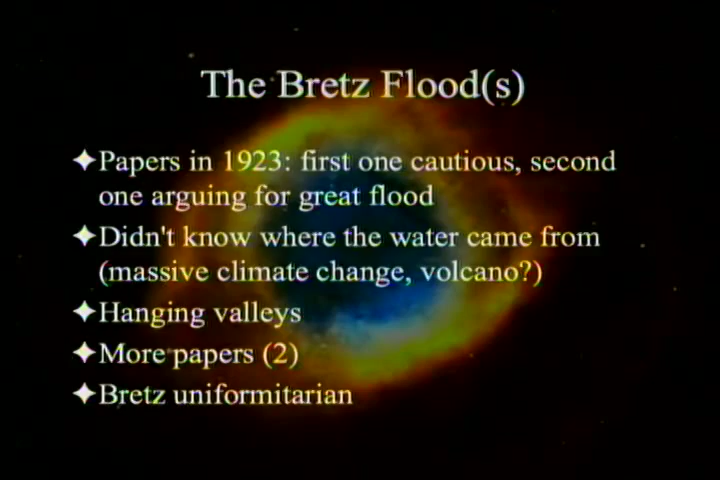 The Bretz Flood(s)
✦Papers in 1923: first one cautious, second
one arguing for great flood
✦Didn't know where the water came from
(massive climate change, volcano?)
✦Hanging valleys
✦More papers (2)
✦Bretz uniformitarian